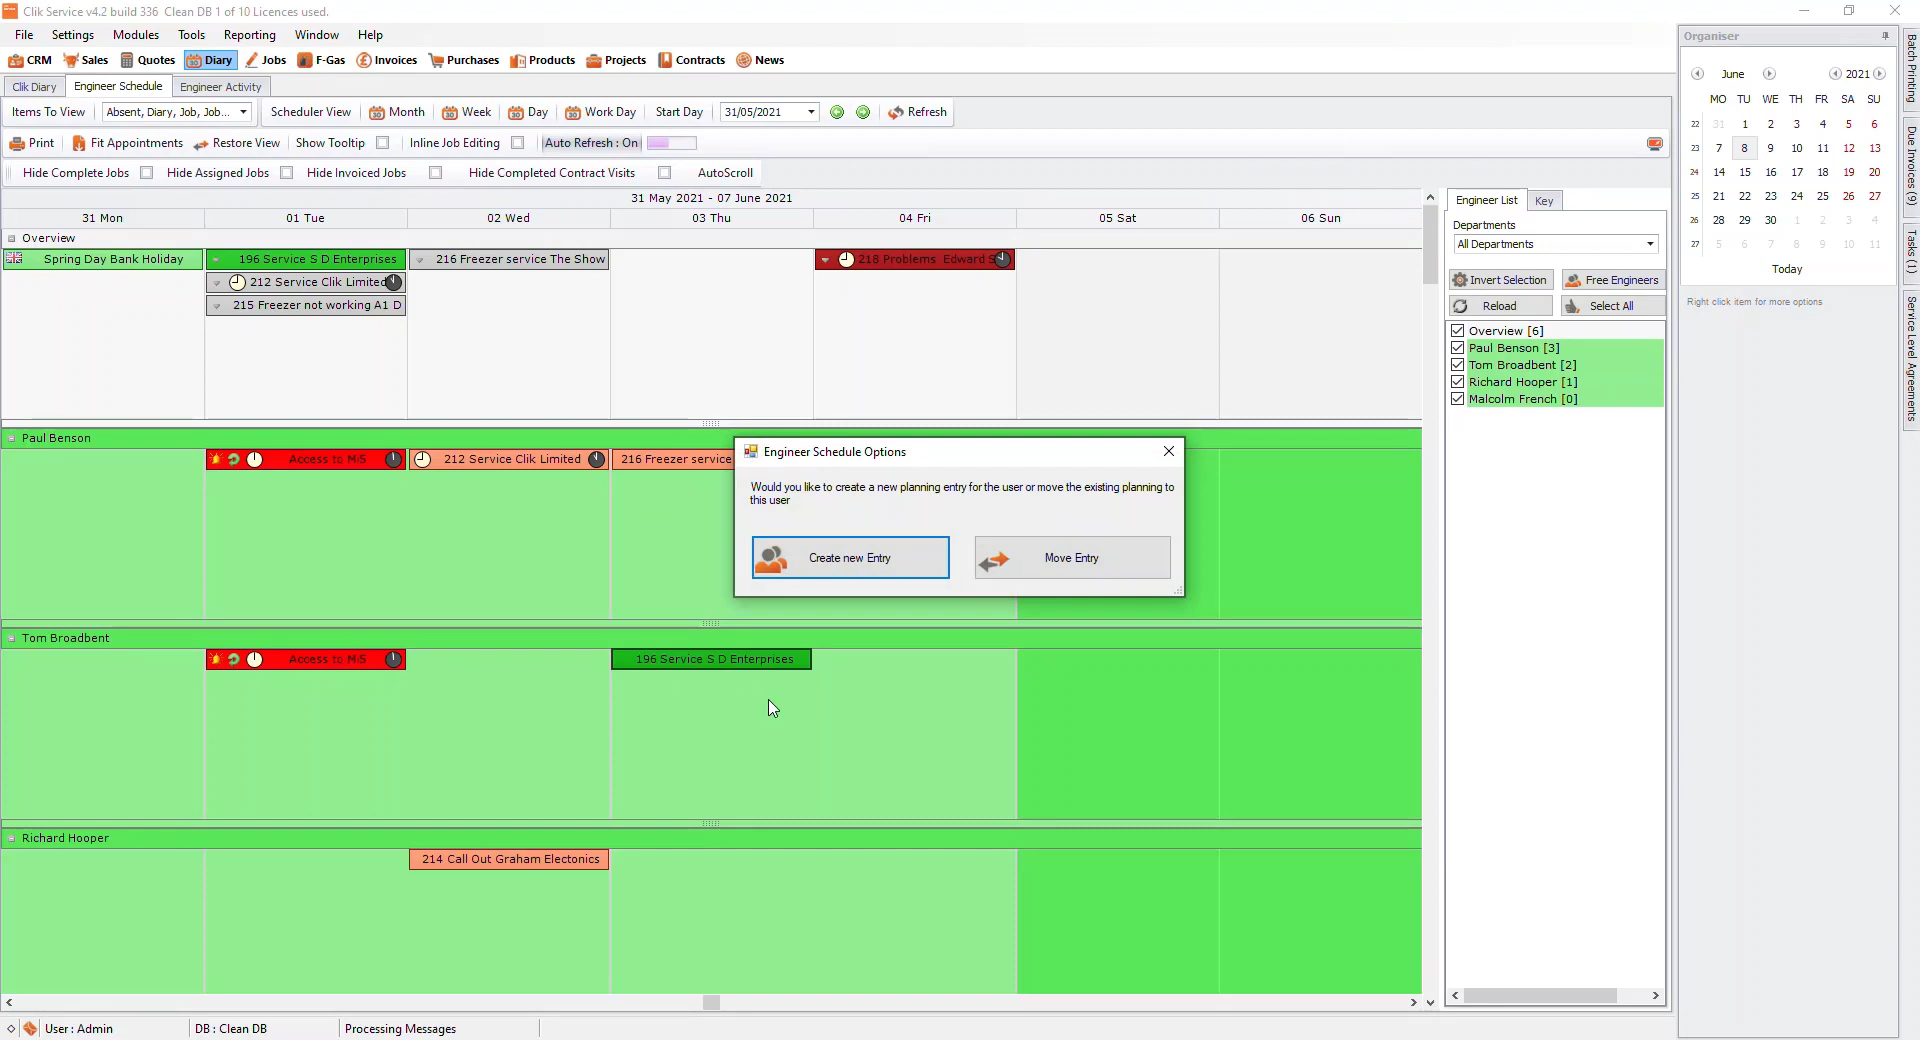 Clik Service v4.2 build 336  Clean DB 1 of 10 Licences used.
File Settings Modules Tools Reporting Window Help
CRM Sales Quotes Diary Jobs F-Gas Invoices Purchases Products Projects Contracts News
Clik Diary Engineer Schedule Engineer Activity
Items To View Absent, Diary, Job, Job... Scheduler View Month Week Day Work Day Start Day 31/05/2021 Refresh
Print Fit Appointments Restore View Show Tooltip Inline Job Editing Auto Refresh : On
Hide Complete Jobs Hide Assigned Jobs Hide Invoiced Jobs Hide Completed Contract Visits AutoScroll
31 May 2021 - 07 June 2021
31 Mon 01 Tue 02 Wed 03 Thu 04 Fri 05 Sat 06 Sun
Overview
Spring Day Bank Holiday 196 Service S D Enterprises 216 Freezer service The Show 218 Problems Edward S
212 Service Clik Limited
215 Freezer not working A1 D
Paul Benson
Access to Mi5 212 Service Clik Limited 216 Freezer service
Tom Broadbent
Access to Mi5 196 Service S D Enterprises
Richard Hooper
214 Call Out Graham Electonics
Engineer Schedule Options
Would you like to create a new planning entry for the user or move the existing planning to
this user
Create new Entry Move Entry
Engineer List Key
Departments
All Departments
Invert Selection Free Engineers
Reload Select All
Overview [6]
Paul Benson [3]
Tom Broadbent [2]
Richard Hooper [1]
Malcolm French [0]
Organiser
June 2021
MO TU WE TH FR SA SU
22 31 1 2 3 4 5 6
23 7 8 9 10 11 12 13
24 14 15 16 17 18 19 20
25 21 22 23 24 25 26 27
26 28 29 30 1 2 3 4
27 5 6 7 8 9 10 11
Today
Right click item for more options
Batch Printing
Due Invoices (9)
Tasks (1)
Service Level Agreements
User : Admin DB : Clean DB Processing Messages